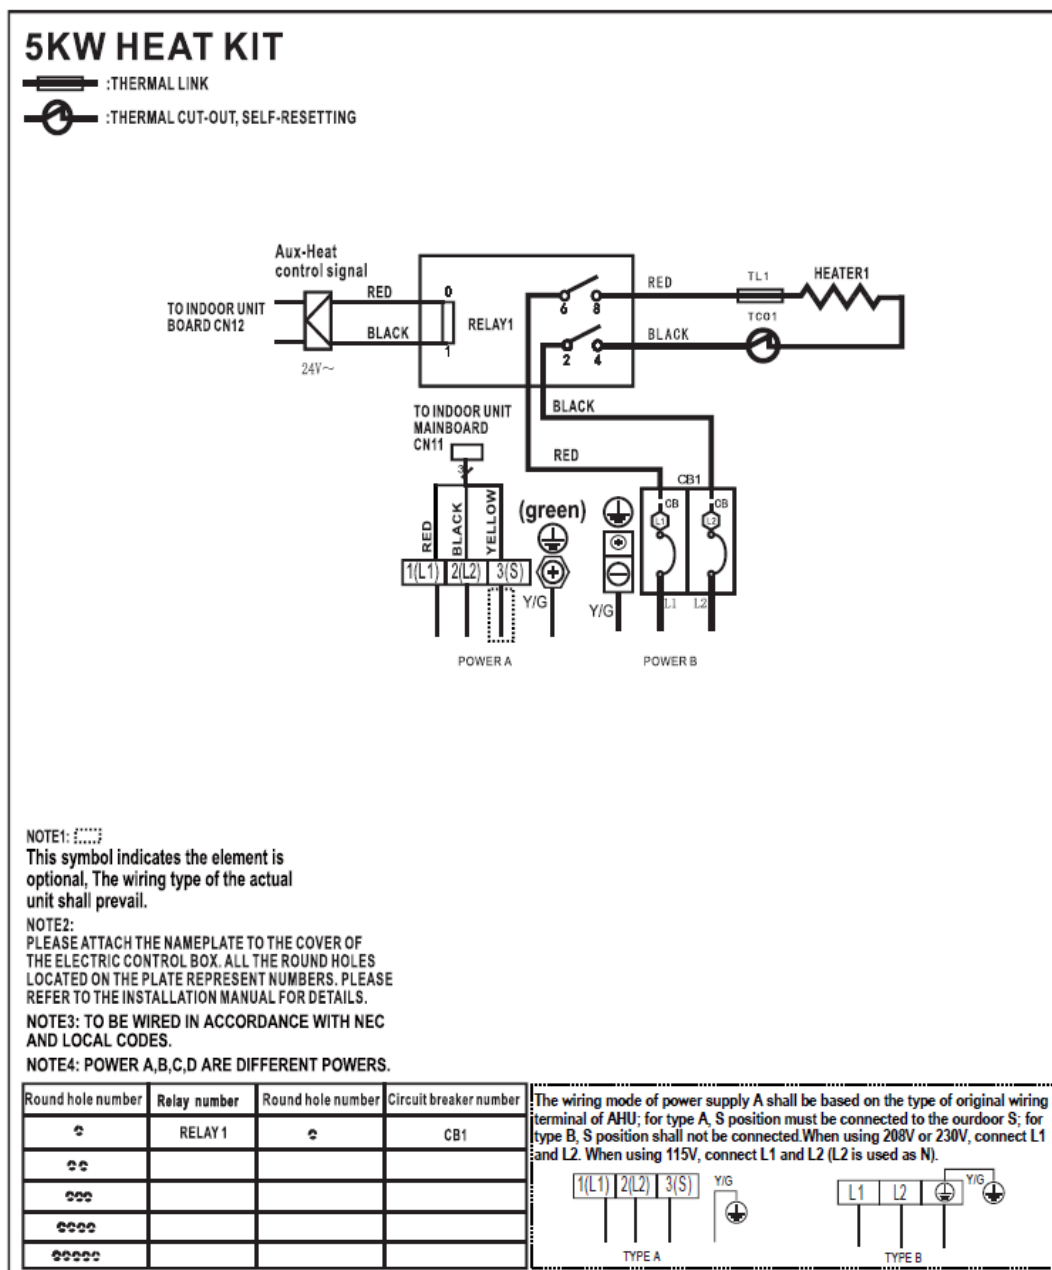 5KW HEAT KIT
:THERMAL LINK
:THERMAL CUT-OUT, SELF-RESETTING
Aux-Heat
control signal
TO INDOOR UNIT
BOARD CN12
RED
BLACK
24V～
0
1
RELAY1
6 8
2 4
RED
BLACK
TL1
TCO1
HEATER1
BLACK
RED
TO INDOOR UNIT
MAINBOARD
CN11
3
RED
BLACK
YELLOW
(green)
1(L1) 2(L2) 3(S)
Y/G
Y/G
CB1
CB CB
L1 L2
L1 L2
POWER A
POWER B
NOTE1:
This symbol indicates the element is
optional, The wiring type of the actual
unit shall prevail.
NOTE2:
PLEASE ATTACH THE NAMEPLATE TO THE COVER OF
THE ELECTRIC CONTROL BOX. ALL THE ROUND HOLES
LOCATED ON THE PLATE REPRESENT NUMBERS. PLEASE
REFER TO THE INSTALLATION MANUAL FOR DETAILS.
NOTE3: TO BE WIRED IN ACCORDANCE WITH NEC
AND LOCAL CODES.
NOTE4: POWER A,B,C,D ARE DIFFERENT POWERS.
Round hole number Relay number Round hole number Circuit breaker number
RELAY 1 CB1
The wiring mode of power supply A shall be based on the type of original wiring
terminal of AHU; for type A, S position must be connected to the ourdoor S; for
type B, S position shall not be connected.When using 208V or 230V, connect L1
and L2. When using 115V, connect L1 and L2 (L2 is used as N).
1(L1) 2(L2) 3(S) Y/G
TYPE A
L1 L2 Y/G
TYPE B